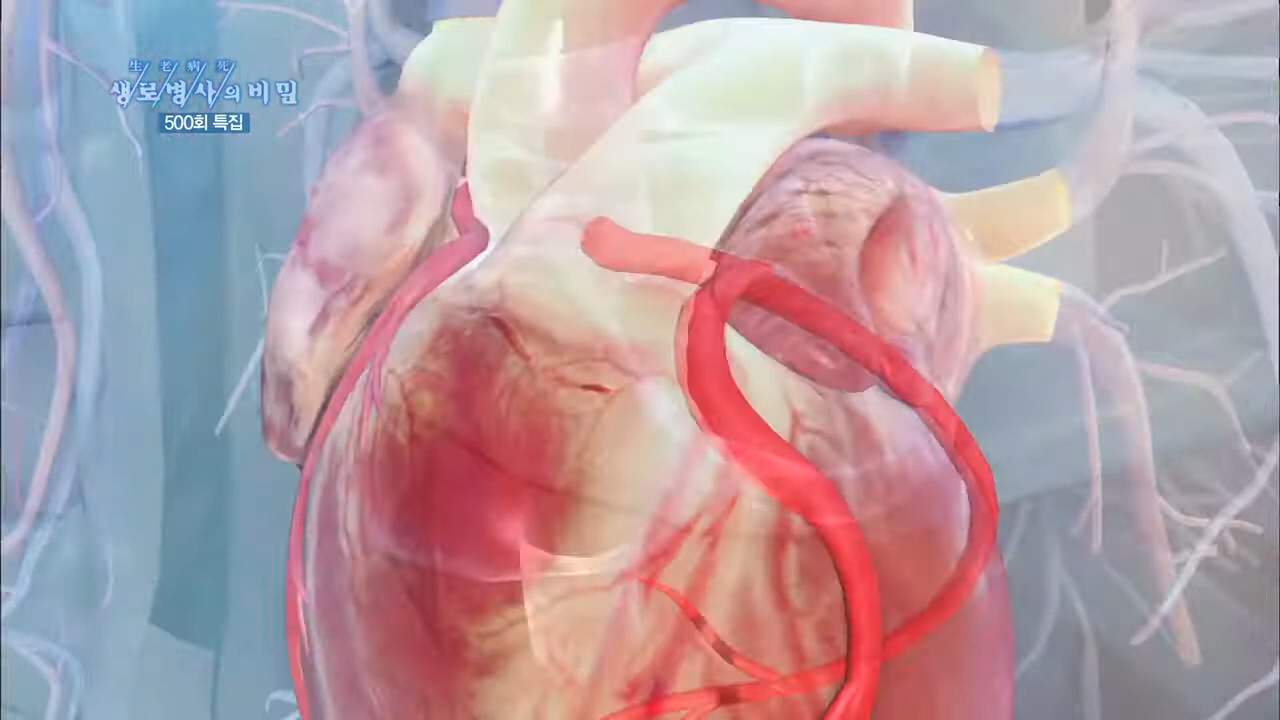 生老病死
생로병사의 비밀
500회 특집